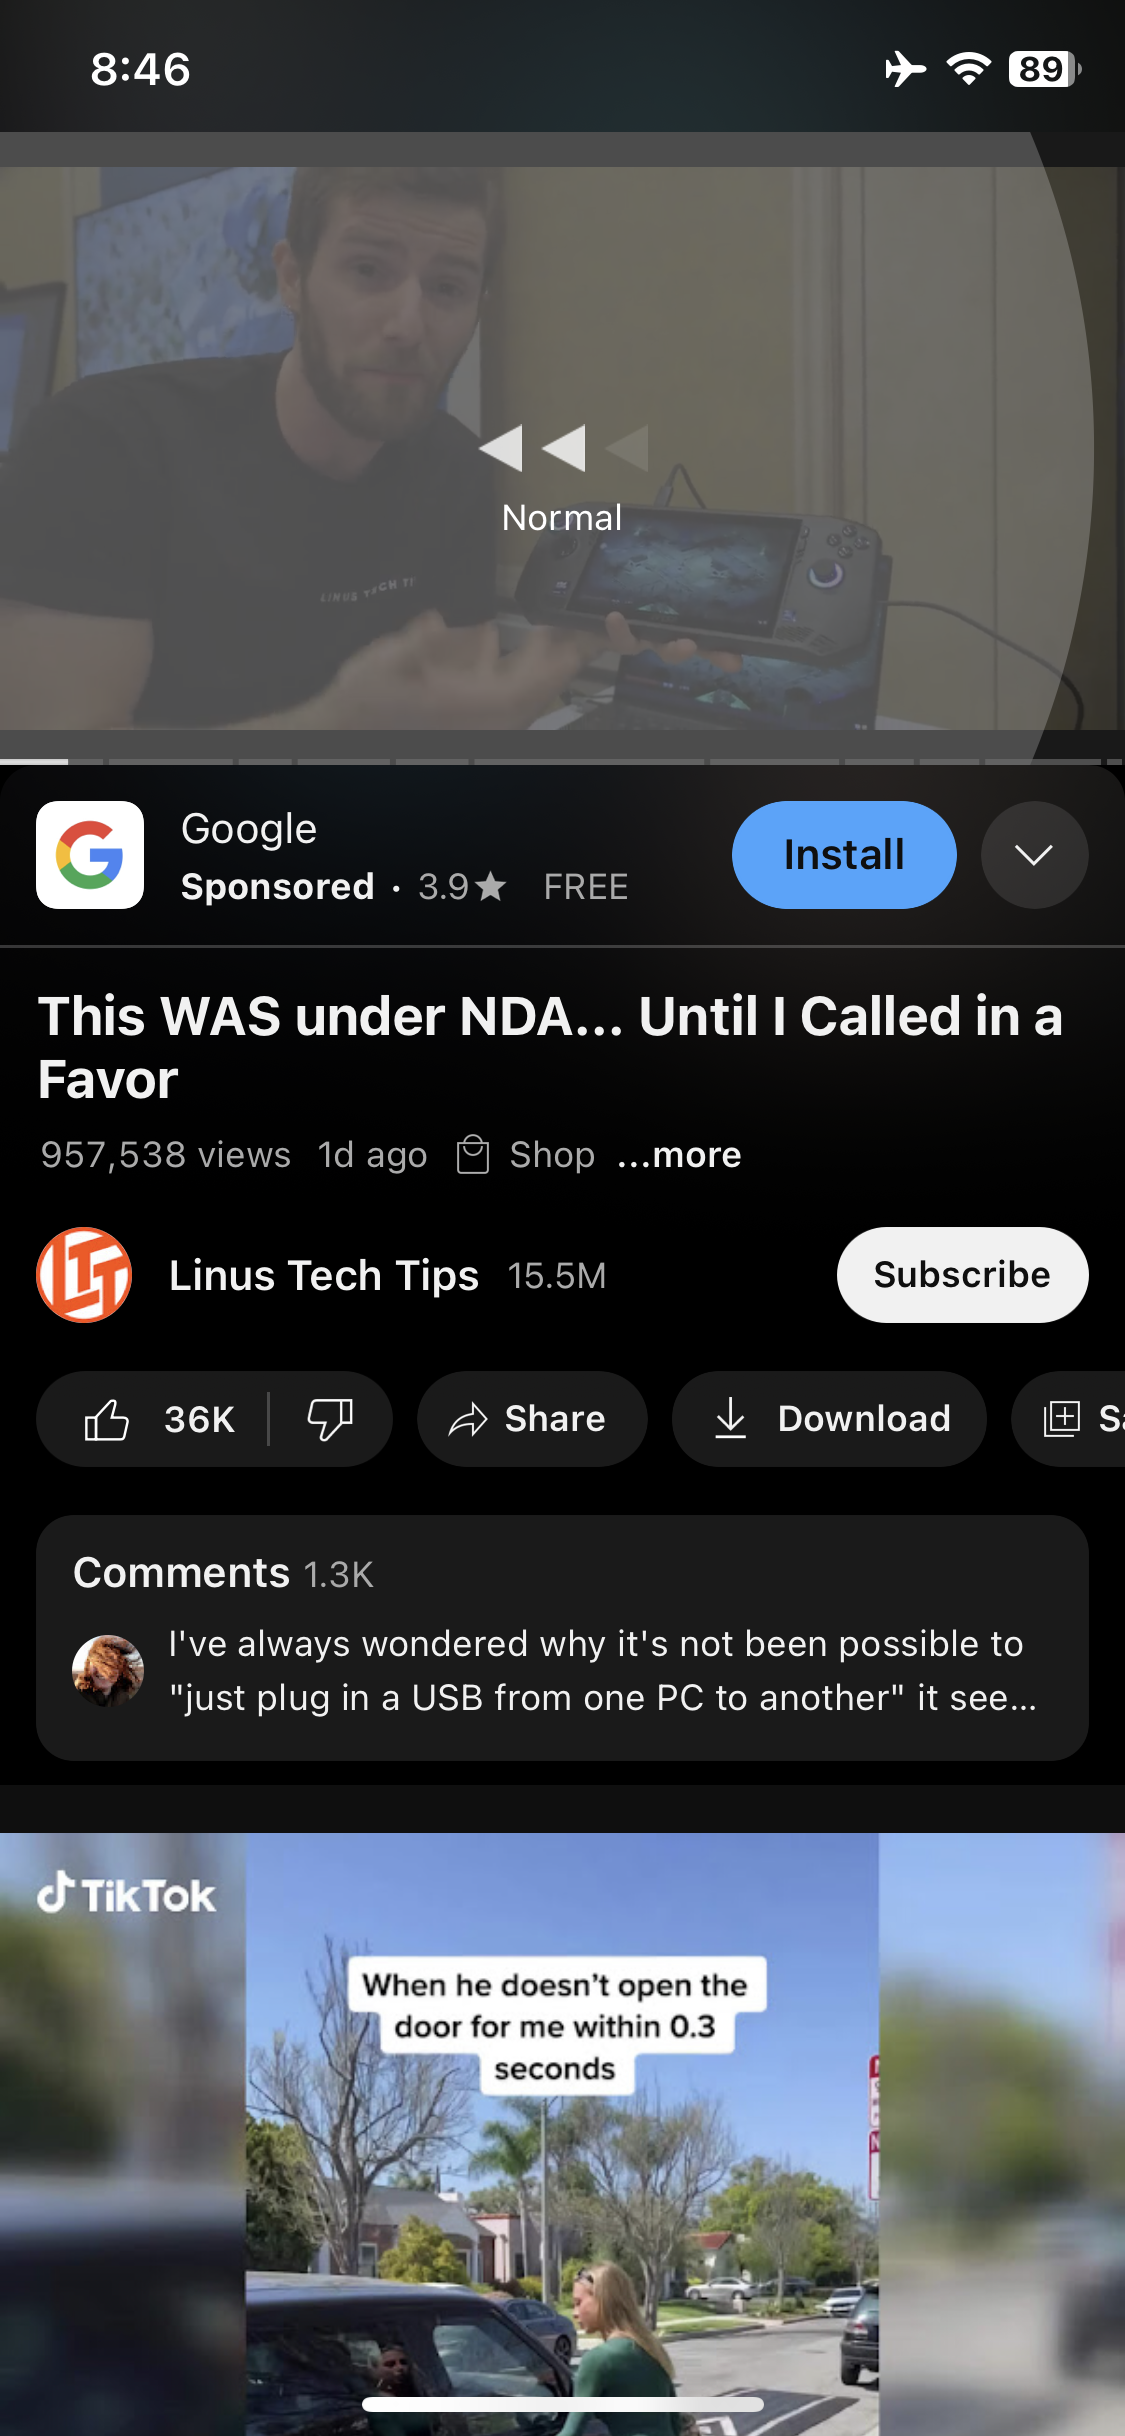 8:46
89
LINUS TECH TI
Normal
Google
Sponsored · 3.9★ FREE
Install
This WAS under NDA... Until I Called in a
Favor
957,538 views 1d ago Shop ...more
Linus Tech Tips 15.5M
Subscribe
36K
Share
Download
Sa
Comments 1.3K
I've always wondered why it's not been possible to
"just plug in a USB from one PC to another" it see...
TikTok
When he doesn't open the
door for me within 0.3
seconds